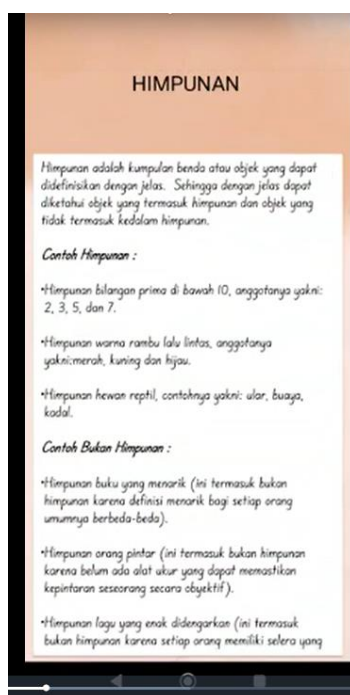 HIMPUNAN
Himpunan adalah kumpulan benda atau objek yang dapat
didefinisikan dengan jelas. Sehingga dengan jelas dapat
diketahui objek yang termasuk himpunan dan objek yang
tidak termasuk kedalam himpunan.
Contoh Himpunan :
•Himpunan bilangan prima di bawah 10, anggotanya yakni:
2, 3, 5, dan 7.
•Himpunan warna rambu lalu lintas, anggotanya
yakni:merah, kuning dan hijau.
•Himpunan hewan reptil, contohnya yakni: ular, buaya,
kadal.
Contoh Bukan Himpunan :
•Himpunan buku yang menarik (ini termasuk bukan
himpunan karena definisi menarik bagi setiap orang
umumnya berbeda-beda).
•Himpunan orang pintar (ini termasuk bukan himpunan
karena belum ada alat ukur yang dapat memastikan
kepintaran seseorang secara obyektif).
•Himpunan lagu yang enak didengarkan (ini termasuk
bukan himpunan karena setiap orang memiliki selera yang